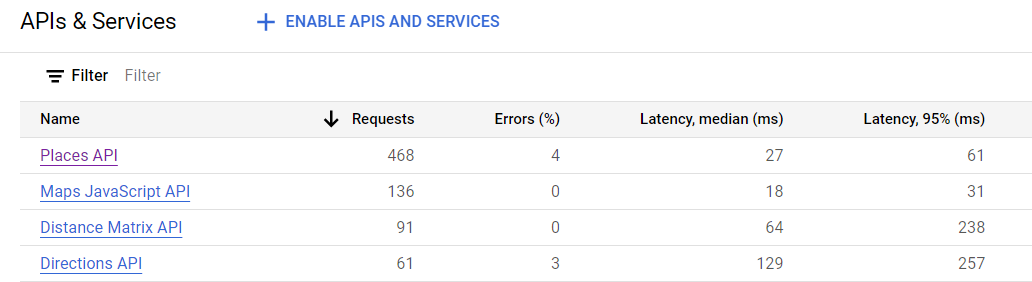 APIs & Services + ENABLE APIS AND SERVICES
Filter Filter
Name Requests Errors (%) Latency, median (ms) Latency, 95% (ms)
Places API 468 4 27 61
Maps JavaScript API 136 0 18 31
Distance Matrix API 91 0 64 238
Directions API 61 3 129 257